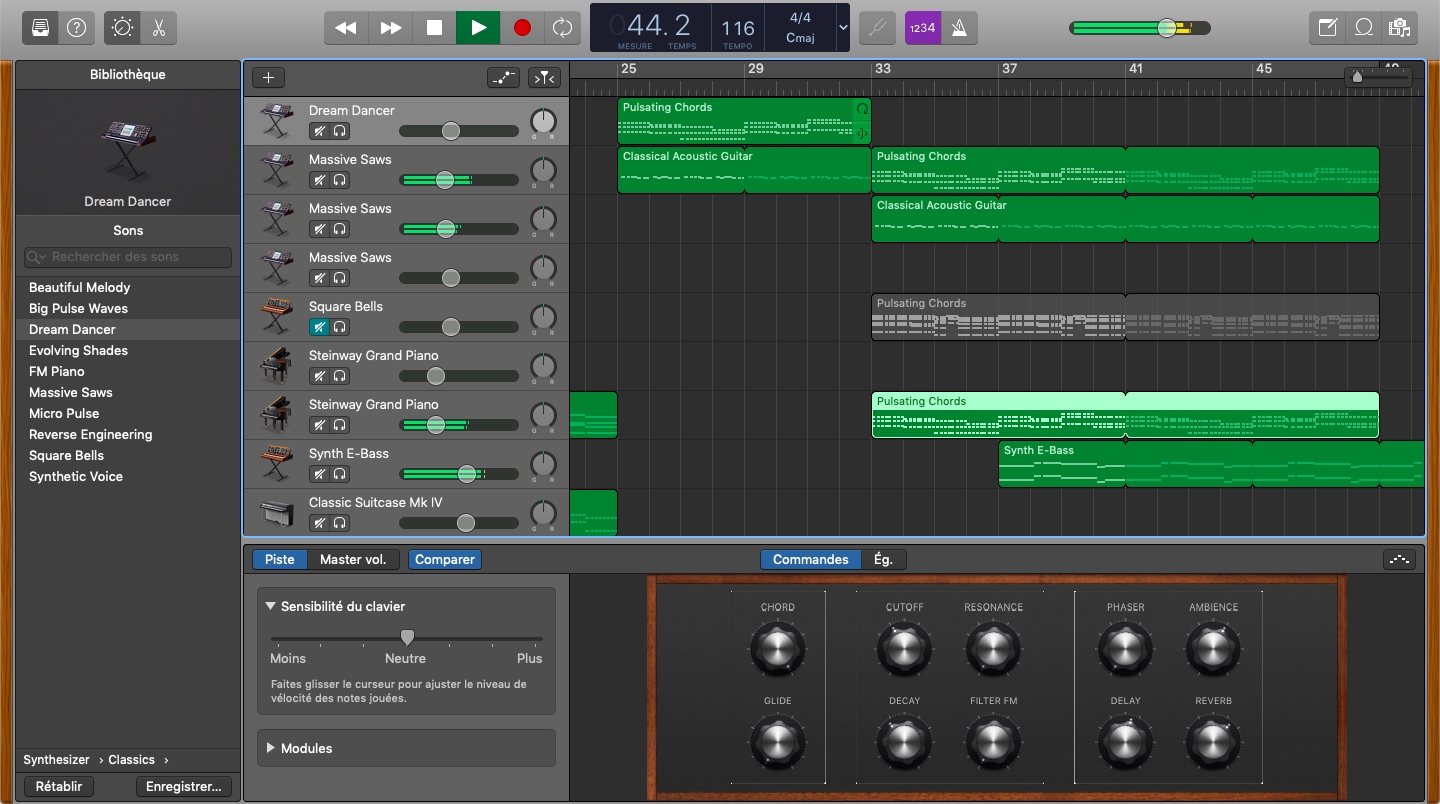 044.2
116
4/4
Cmaj
MESURE TEMPS
TEMPO
1234
Bibliothèque
Dream Dancer
Sons
Rechercher des sons
Beautiful Melody
Big Pulse Waves
Dream Dancer
Evolving Shades
FM Piano
Massive Saws
Micro Pulse
Reverse Engineering
Square Bells
Synthetic Voice
Synthesizer › Classics ›
Rétablir Enregistrer...
25 29 33 37 41 45
Dream Dancer
G R
Pulsating Chords
Massive Saws
G R
Classical Acoustic Guitar
Pulsating Chords
Massive Saws
G R
Classical Acoustic Guitar
Massive Saws
G R
Square Bells
G R
Pulsating Chords
Steinway Grand Piano
G R
Steinway Grand Piano
G R
Pulsating Chords
Synth E-Bass
G R
Synth E-Bass
Classic Suitcase Mk IV
G R
Piste Master vol. Comparer
Commandes Ég.
Sensibilité du clavier
Moins Neutre Plus
Faites glisser le curseur pour ajuster le niveau de
vélocité des notes jouées.
Modules
CHORD CUTOFF RESONANCE PHASER AMBIENCE
GLIDE DECAY FILTER FM DELAY REVERB